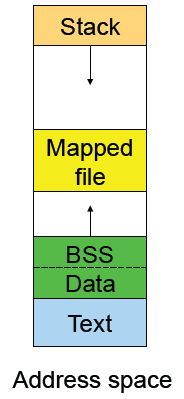 Stack
Mapped
file
BSS
Data
Text
Address space